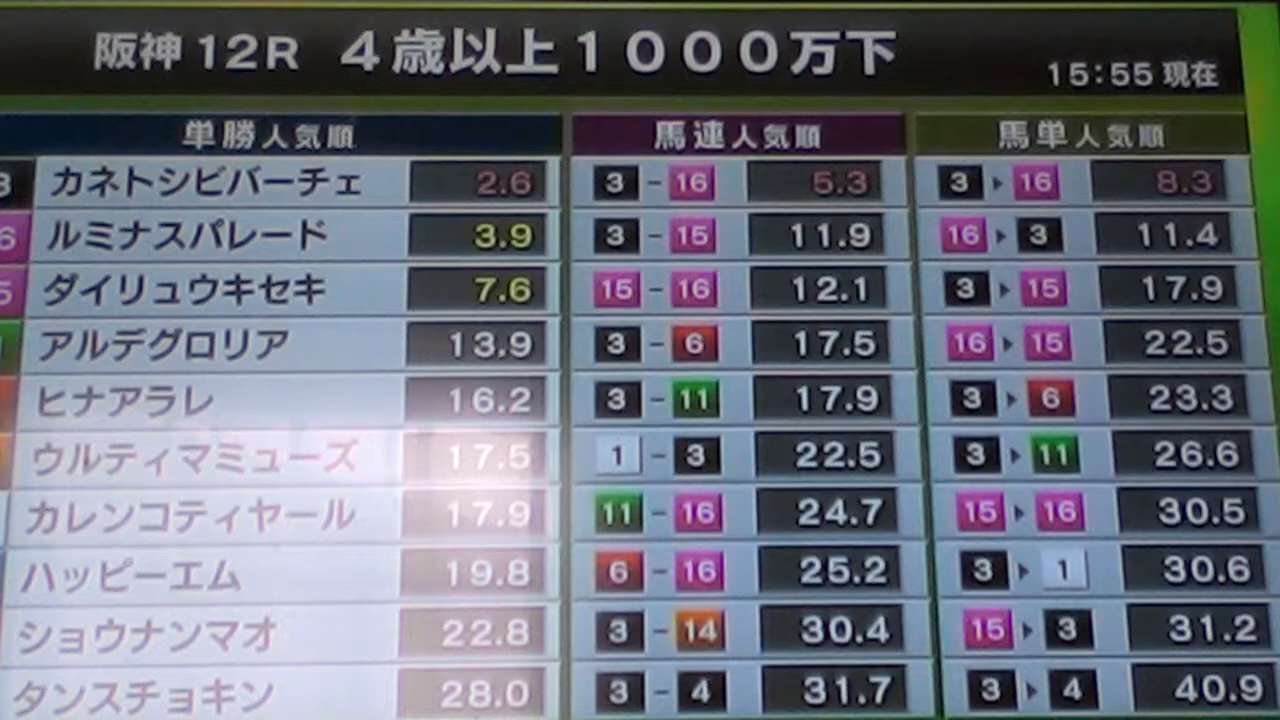 阪神 12R 4歳以上1000万下
15:55 現在
単勝人気順 馬連人気順 馬単人気順
3 カネトシビバーチェ 2.6 3 - 16 5.3 3 ▸ 16 8.3
6 ルミナスパレード 3.9 3 - 15 11.9 16 ▸ 3 11.4
5 ダイリュウキセキ 7.6 15 - 16 12.1 3 ▸ 15 17.9
アルデグロリア 13.9 3 - 6 17.5 16 ▸ 15 22.5
ヒナアラレ 16.2 3 - 11 17.9 3 ▸ 6 23.3
ウルティマミューズ 17.5 1 - 3 22.5 3 ▸ 11 26.6
カレンコティヤール 17.9 11 - 16 24.7 15 ▸ 16 30.5
ハッピーエム 19.8 6 - 16 25.2 3 ▸ 1 30.6
ショウナンマオ 22.8 3 - 14 30.4 15 ▸ 3 31.2
タンスチョキン 28.0 3 - 4 31.7 3 ▸ 4 40.9